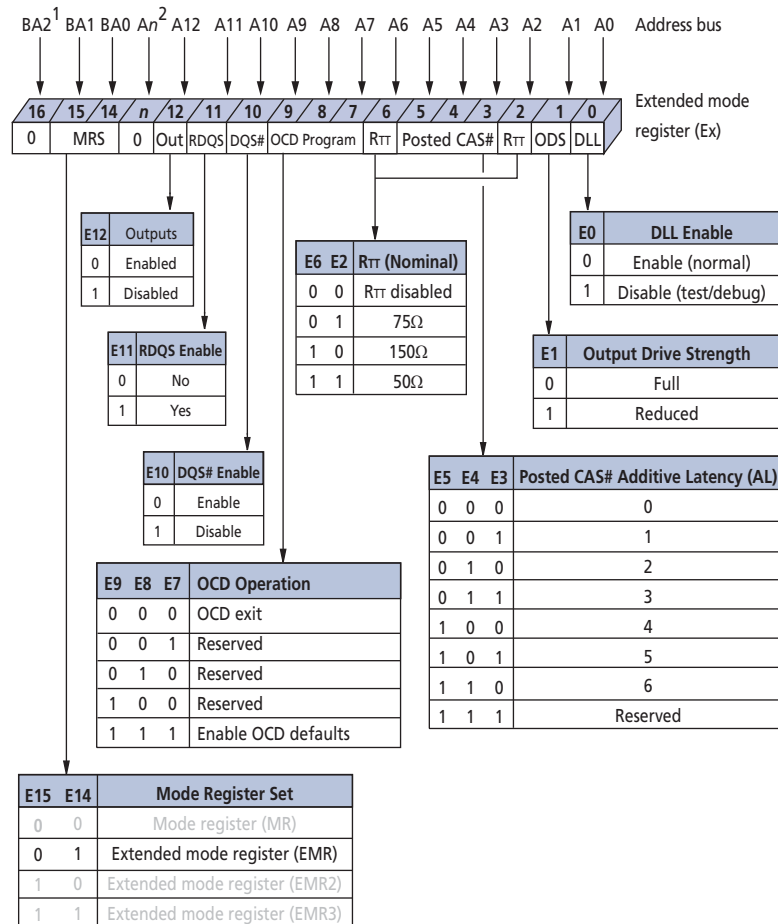 BA2¹ BA1 BA0 An² A12 A11 A10 A9 A8 A7 A6 A5 A4 A3 A2 A1 A0 Address bus
16 15 14 n 12 11 10 9 8 7 6 5 4 3 2 1 0
Extended mode
register (Ex)
0 MRS 0 Out RDQS DQS# OCD Program RTT Posted CAS# RTT ODS DLL
E12 Outputs
0 Enabled
1 Disabled
E11 RDQS Enable
0 No
1 Yes
E10 DQS# Enable
0 Enable
1 Disable
E6 E2 RTT (Nominal)
0 0 RTT disabled
0 1 75Ω
1 0 150Ω
1 1 50Ω
E0 DLL Enable
0 Enable (normal)
1 Disable (test/debug)
E1 Output Drive Strength
0 Full
1 Reduced
E5 E4 E3 Posted CAS# Additive Latency (AL)
0 0 0 0
0 0 1 1
0 1 0 2
0 1 1 3
1 0 0 4
1 0 1 5
1 1 0 6
1 1 1 Reserved
E9 E8 E7 OCD Operation
0 0 0 OCD exit
0 0 1 Reserved
0 1 0 Reserved
1 0 0 Reserved
1 1 1 Enable OCD defaults
E15 E14 Mode Register Set
0 0 Mode register (MR)
0 1 Extended mode register (EMR)
1 0 Extended mode register (EMR2)
1 1 Extended mode register (EMR3)